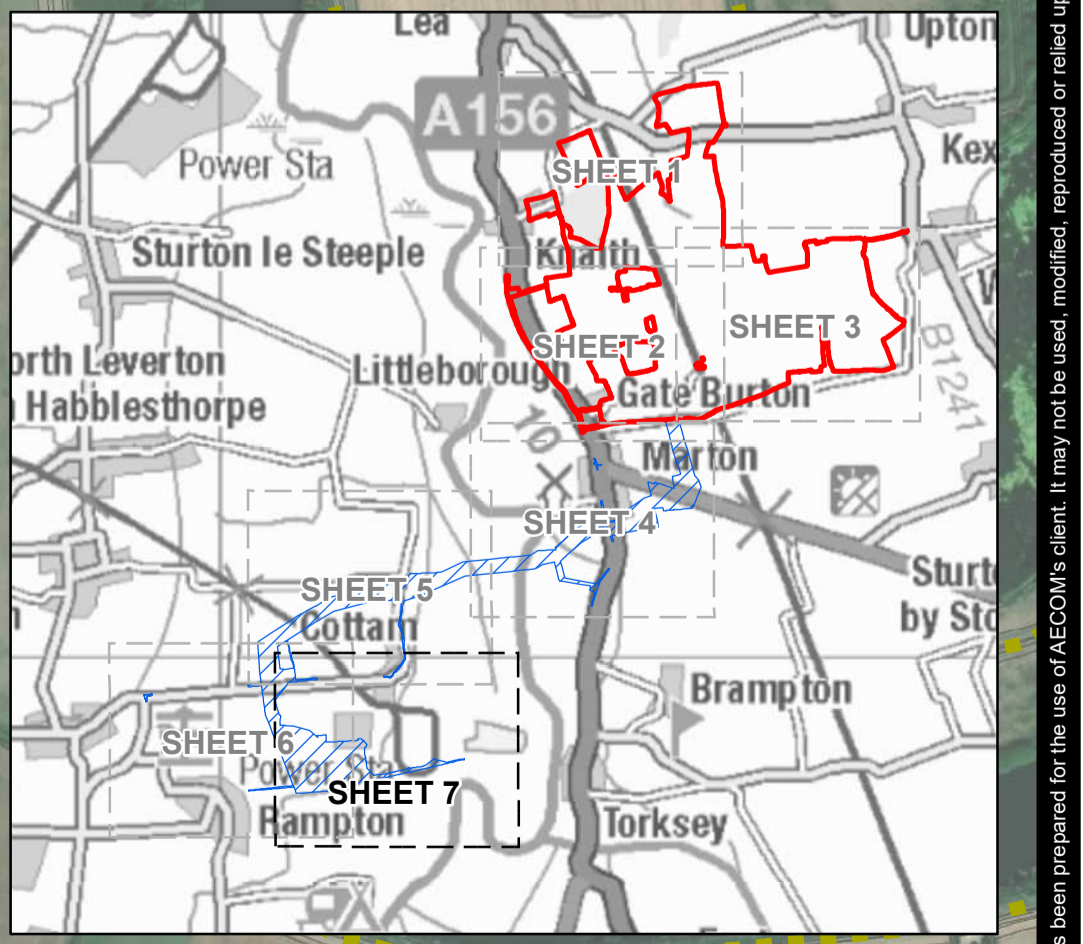 Lea
Upton
A156
Kex
Power Sta
SHEET 1
Sturton le Steeple
Knaith
SHEET 3
SHEET 2
orth Leverton
Habblesthorpe
Littleborough
Gate Burton
B1241
10
Marton
SHEET 4
SHEET 5
Sturt
by Sto
Cottam
Brampton
SHEET 6
Power Sta
SHEET 7
Rampton
Torksey
s been prepared for the use of AECOM's client. It may not be used, modified, reproduced or relied up